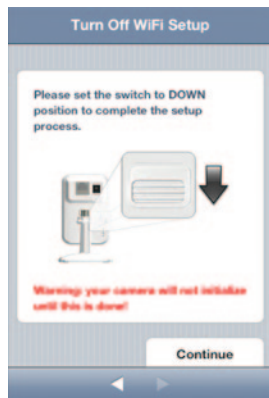 Turn Off WiFi Setup
Please set the switch to DOWN
position to complete the setup
process.
Warning: your camera will not initialize
until this is done!
Continue